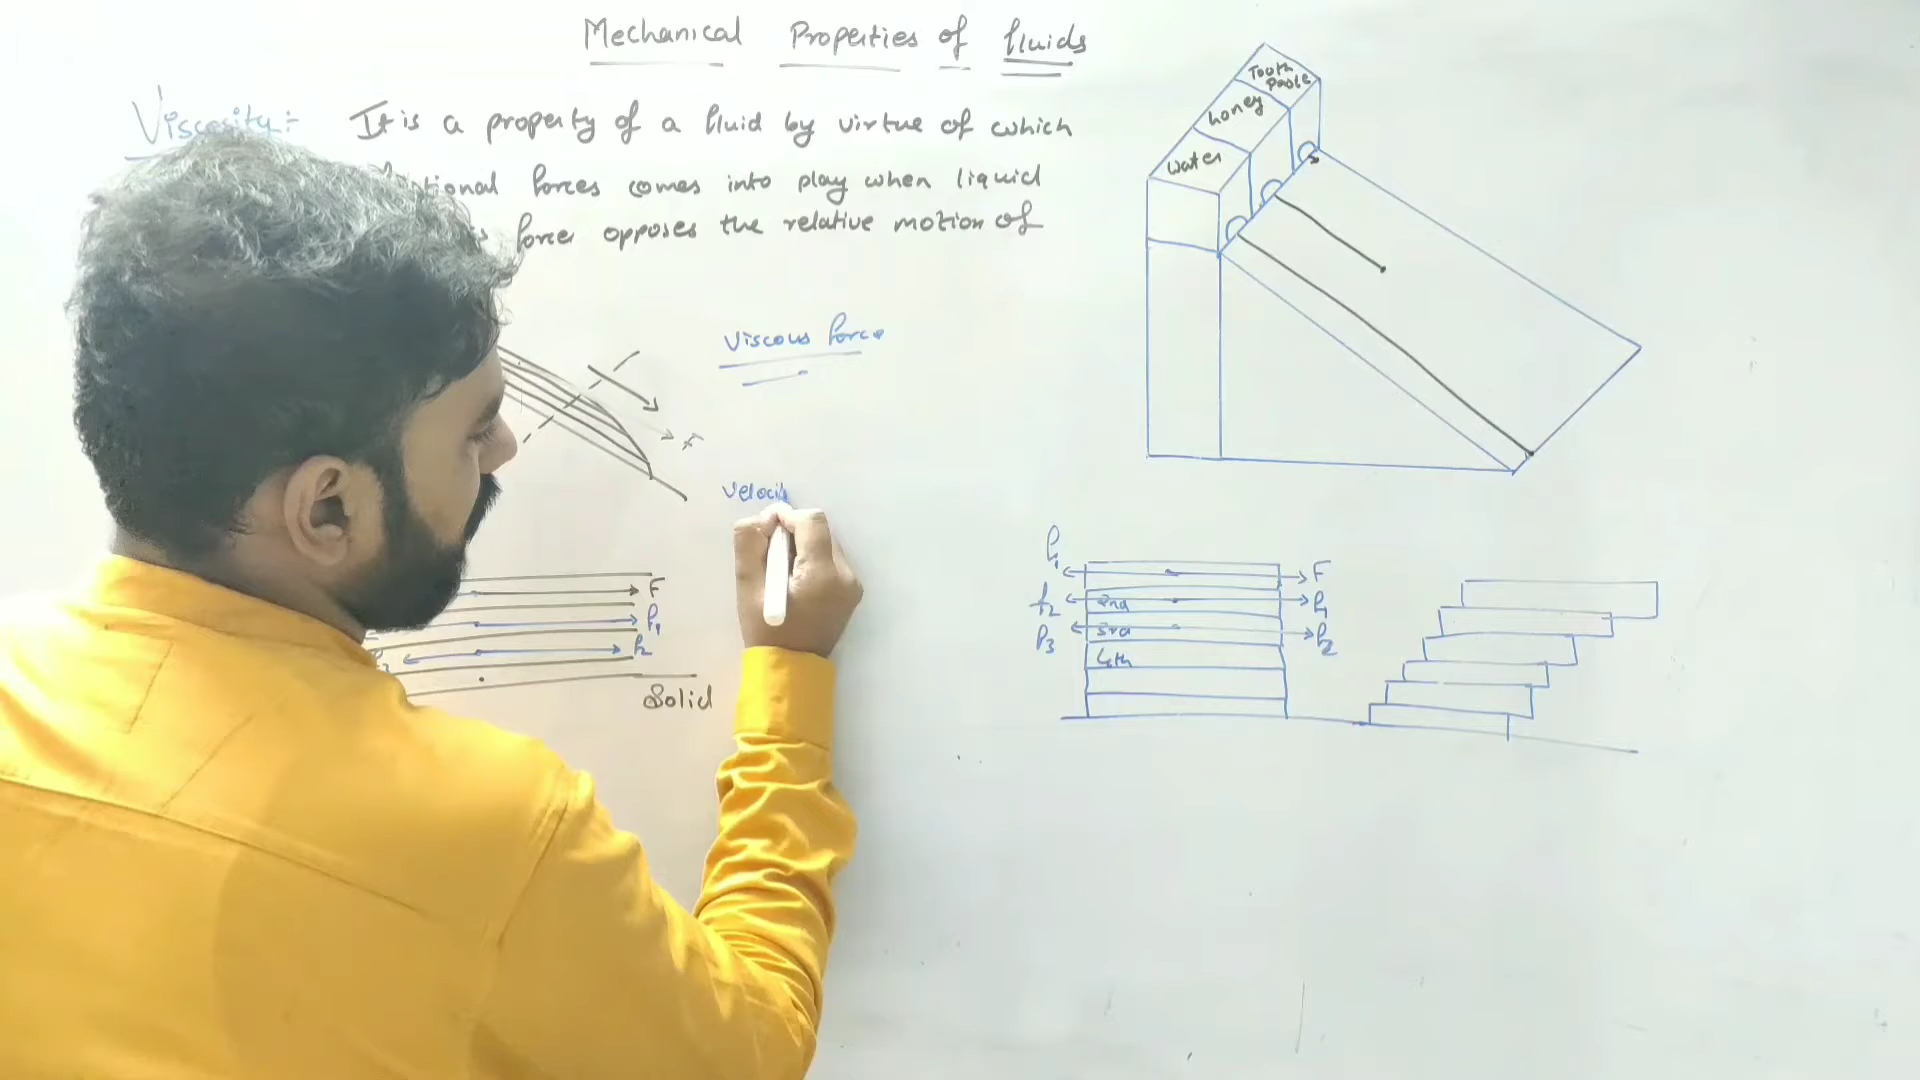 Mechanical Properties of fluids
Viscosity:- It is a property of a fluid by virtue of which
forces comes into play when liquid
force opposes the relative motion of
Viscous force
F
velocit
F
f1
f2
Solid
Tooth
Paste
honey
water
f1 F
f2 2nd f1
f3 3rd f2
4th